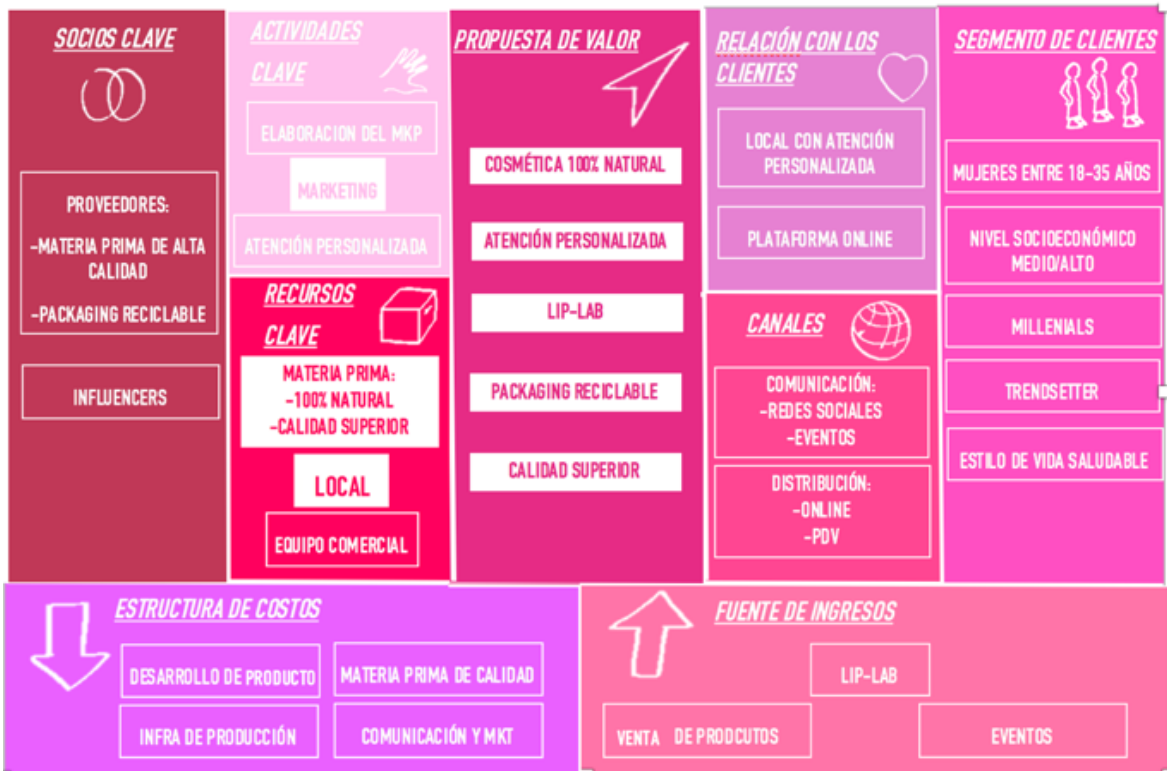 SOCIOS CLAVE
PROVEEDORES:
-MATERIA PRIMA DE ALTA
CALIDAD
-PACKAGING RECICLABLE
INFLUENCERS
ACTIVIDADES
CLAVE
ELABORACION DEL MKP
MARKETING
ATENCIÓN PERSONALIZADA
RECURSOS
CLAVE
MATERIA PRIMA:
-100% NATURAL
-CALIDAD SUPERIOR
LOCAL
EQUIPO COMERCIAL
PROPUESTA DE VALOR
COSMÉTICA 100% NATURAL
ATENCIÓN PERSONALIZADA
LIP-LAB
PACKAGING RECICLABLE
CALIDAD SUPERIOR
RELACIÓN CON LOS
CLIENTES
LOCAL CON ATENCIÓN
PERSONALIZADA
PLATAFORMA ONLINE
CANALES
COMUNICACIÓN:
-REDES SOCIALES
-EVENTOS
DISTRIBUCIÓN:
-ONLINE
-PDV
SEGMENTO DE CLIENTES
MUJERES ENTRE 18-35 AÑOS
NIVEL SOCIOECONÓMICO
MEDIO/ALTO
MILLENIALS
TRENDSETTER
ESTILO DE VIDA SALUDABLE
ESTRUCTURA DE COSTOS
DESARROLLO DE PRODUCTO
MATERIA PRIMA DE CALIDAD
INFRA DE PRODUCCIÓN
COMUNICACIÓN Y MKT
FUENTE DE INGRESOS
LIP-LAB
VENTA DE PRODCUTOS
EVENTOS